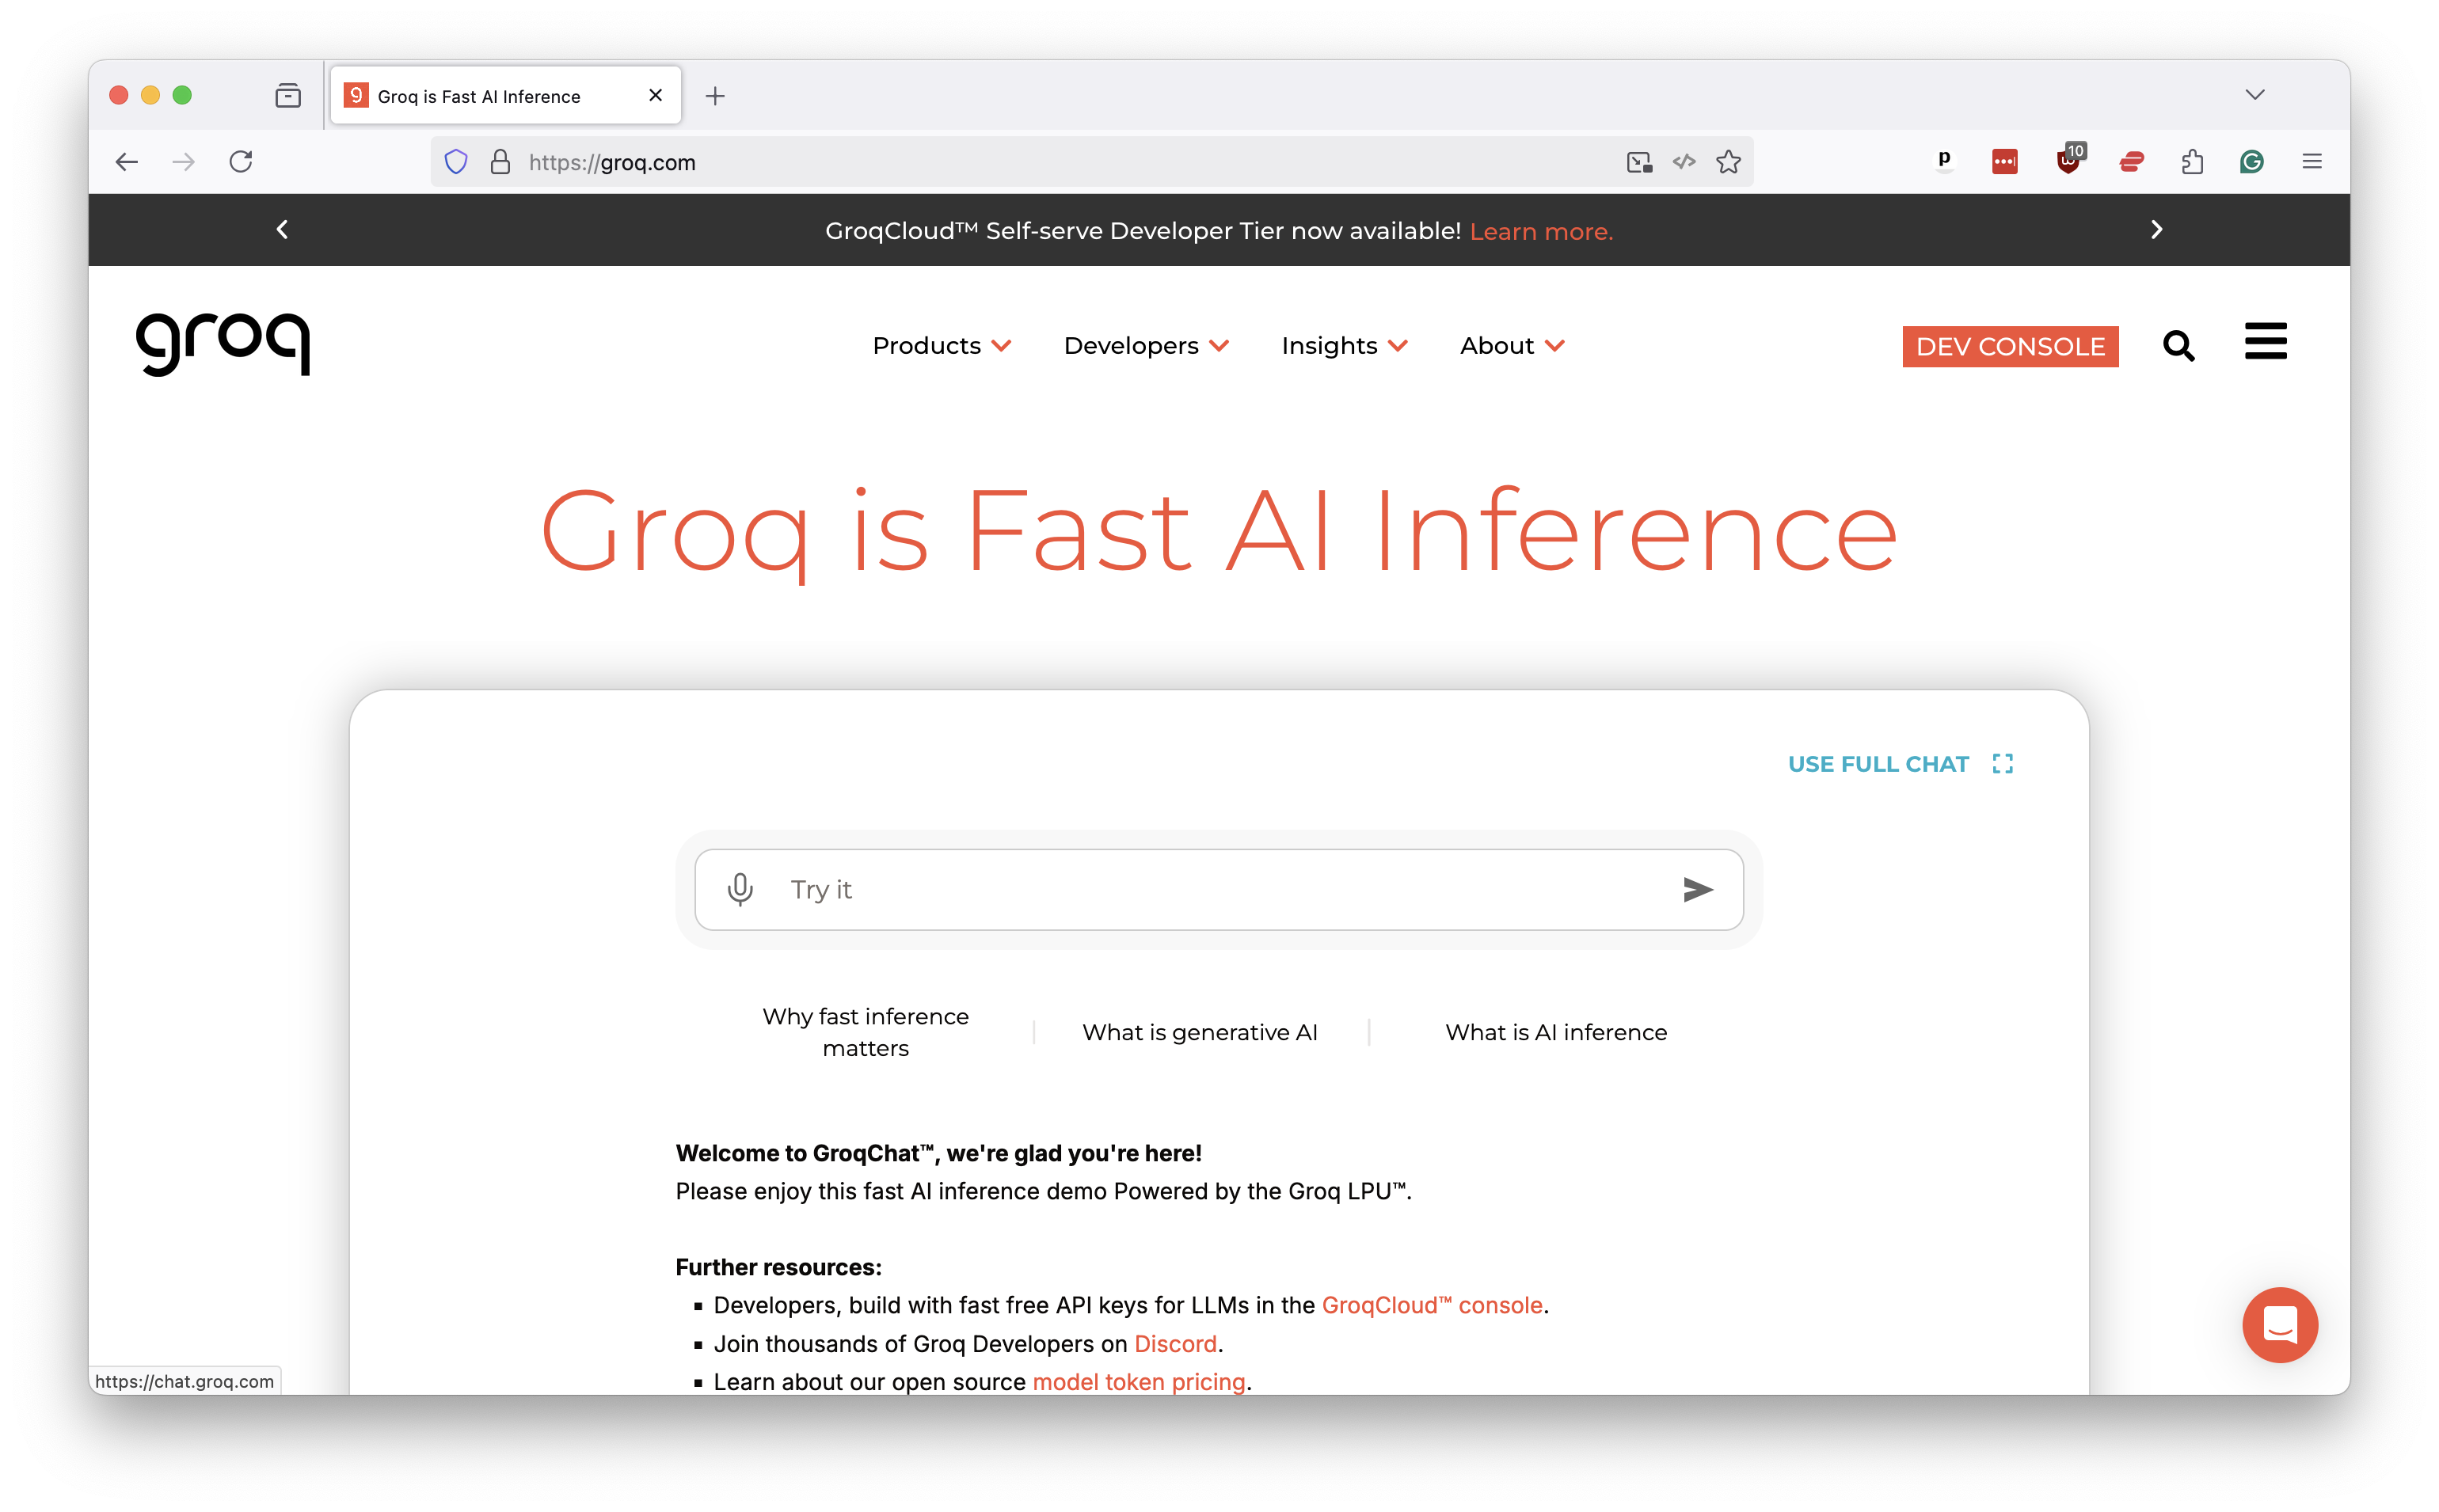 Groq is Fast AI Inference
https://groq.com
p
10
GroqCloud™ Self-serve Developer Tier now available! Learn more.
groq
Products
Developers
Insights
About
DEV CONSOLE
Groq is Fast AI Inference
USE FULL CHAT
Try it
Why fast inference
matters
What is generative AI
What is AI inference
Welcome to GroqChat™, we're glad you're here!
Please enjoy this fast AI inference demo Powered by the Groq LPU™.
Further resources:
▪ Developers, build with fast free API keys for LLMs in the GroqCloud™ console.
▪ Join thousands of Groq Developers on Discord.
▪ Learn about our open source model token pricing.
https://chat.groq.com